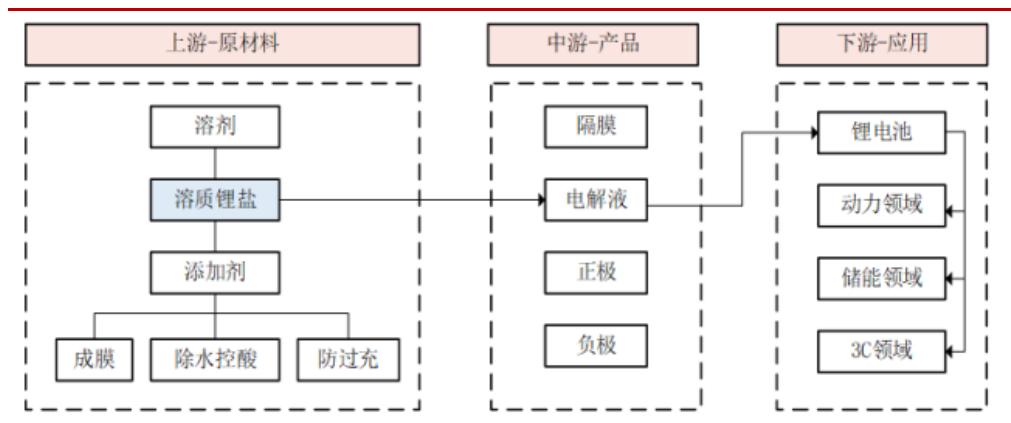 上游-原材料
中游-产品
下游-应用
溶剂
溶质锂盐
添加剂
成膜
除水控酸
防过充
隔膜
电解液
正极
负极
锂电池
动力领域
储能领域
3C领域